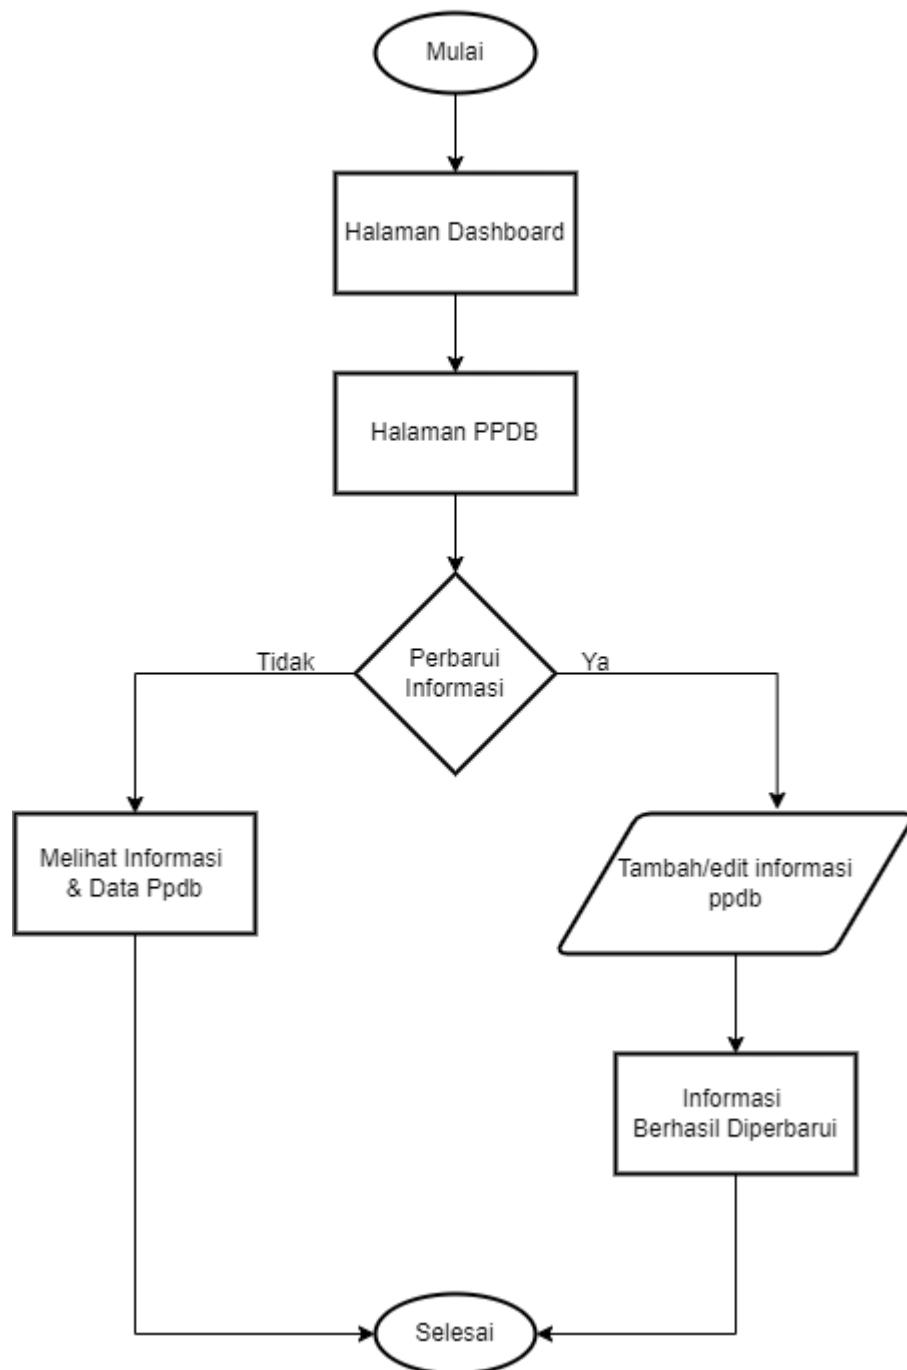 Mulai
Halaman Dashboard
Halaman PPDB
Perbarui
Informasi
Tidak
Ya
Melihat Informasi
& Data Ppdb
Tambah/edit informasi
ppdb
Informasi
Berhasil Diperbarui
Selesai